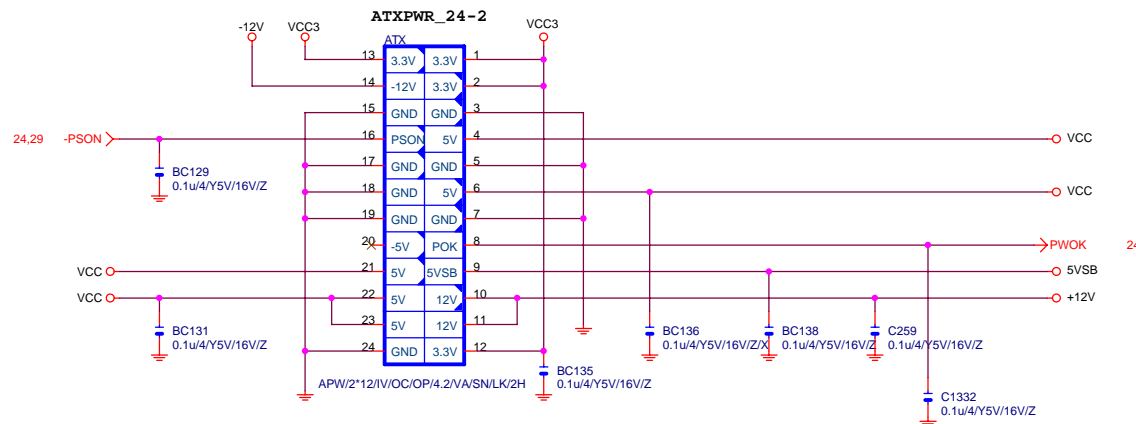 ATXPWR_24-2
-12V VCC3 VCC3
ATX
13 3.3V 3.3V 1
14 -12V 3.3V 2
15 GND GND 3
24,29 -PSON 16 PSON 5V 4 VCC
17 GND GND 5
BC129
0.1u/4/Y5V/16V/Z
18 GND 5V 6 VCC
19 GND GND 7
20 -5V POK 8 PWOK 24
VCC 21 5V 5VSB 9 5VSB
VCC 22 5V 12V 10 +12V
23 5V 12V 11
BC131
0.1u/4/Y5V/16V/Z
BC136
0.1u/4/Y5V/16V/Z/X
BC138
0.1u/4/Y5V/16V/Z
C259
0.1u/4/Y5V/16V/Z
24 GND 3.3V 12
BC135
0.1u/4/Y5V/16V/Z
APW/2*12/IV/OC/OP/4.2/VA/SN/LK/2H
C1332
0.1u/4/Y5V/16V/Z